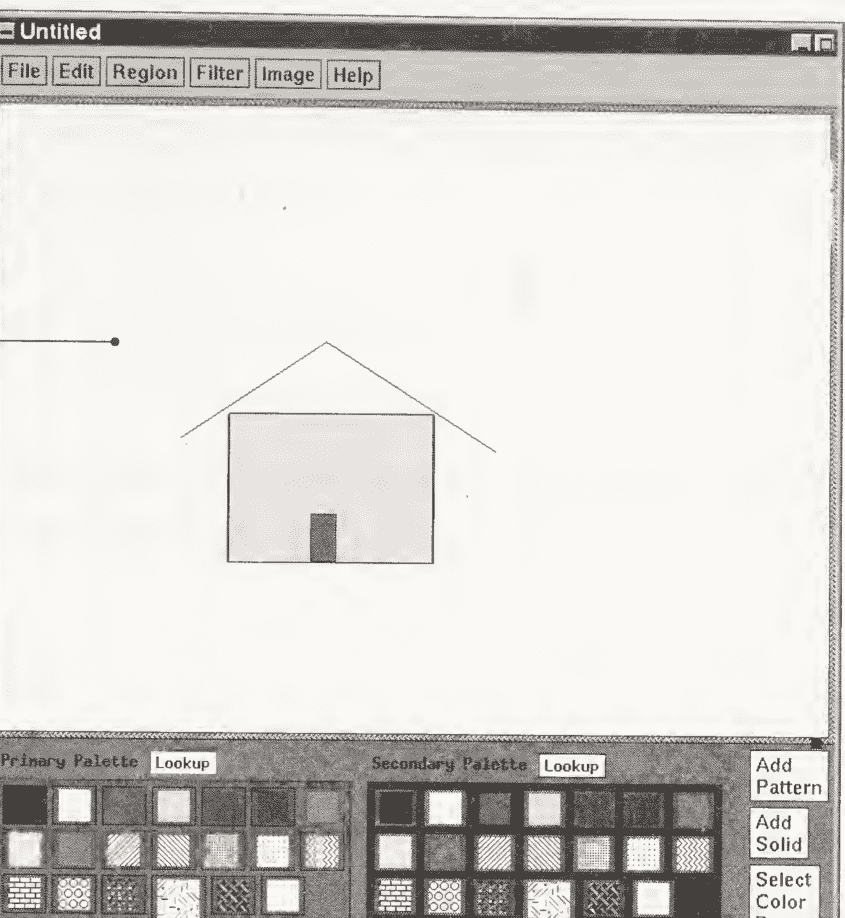 Untitled
File Edit Region Filter Image Help
Primary Palette Lookup
Secondary Palette Lookup
Add
Pattern
Add
Solid
Select
Color